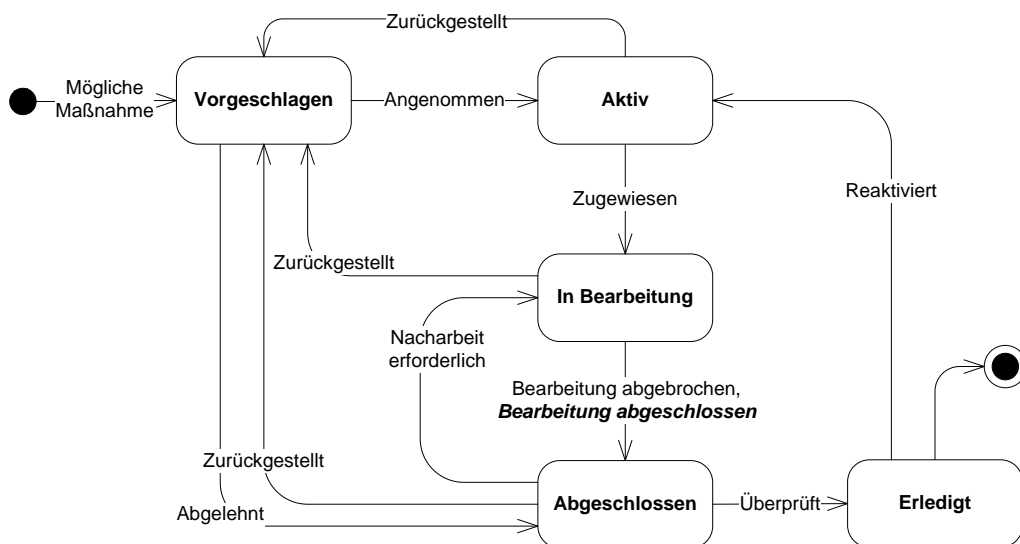 Zurückgestellt
Mögliche
Maßnahme
Vorgeschlagen
Angenommen
Aktiv
Zugewiesen
Reaktiviert
Zurückgestellt
In Bearbeitung
Nacharbeit
erforderlich
Bearbeitung abgebrochen,
Bearbeitung abgeschlossen
Zurückgestellt
Abgelehnt
Abgeschlossen
Überprüft
Erledigt